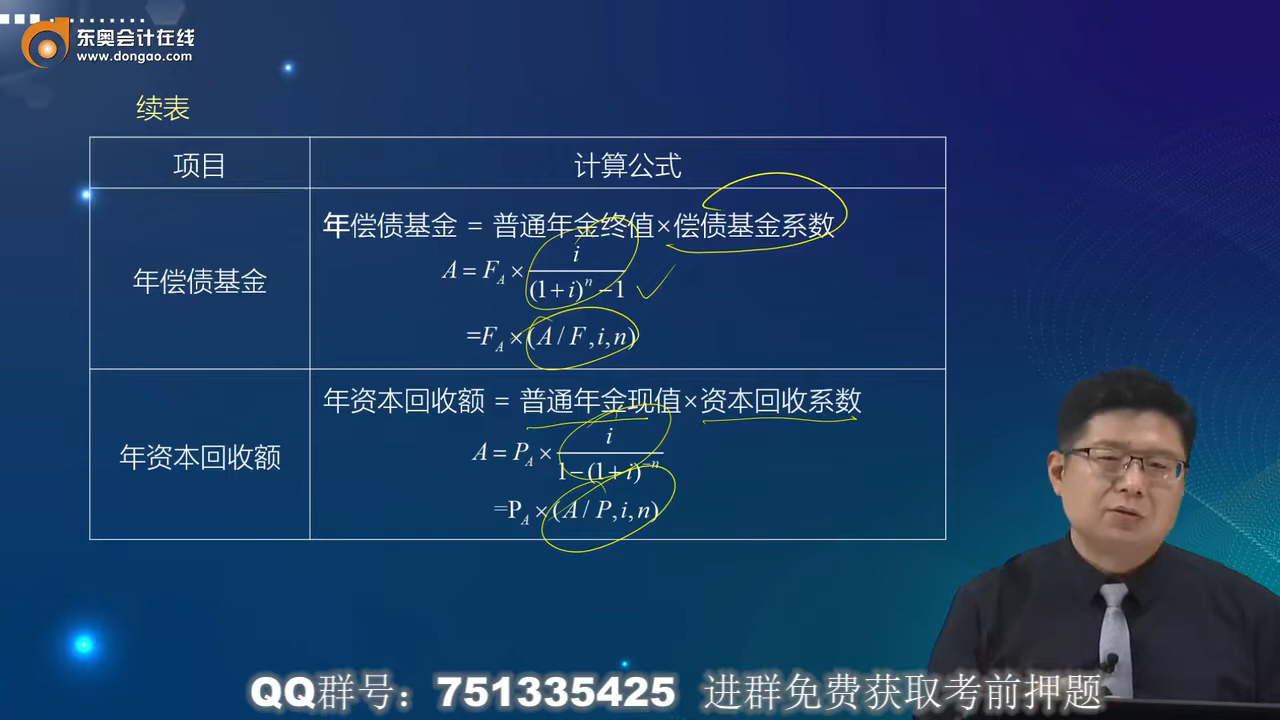 东奥会计在线
www.dongao.com
续表
项目
计算公式
年偿债基金
年偿债基金 = 普通年金终值×偿债基金系数
A = F_A × i / ((1+i)^n −1)
=F_A ×(A / F , i, n)
年资本回收额
年资本回收额 = 普通年金现值×资本回收系数
A = P_A × i / (1−(1+i)^−n)
=P_A ×(A / P, i, n)
QQ群号：751335425 进群免费获取考前押题